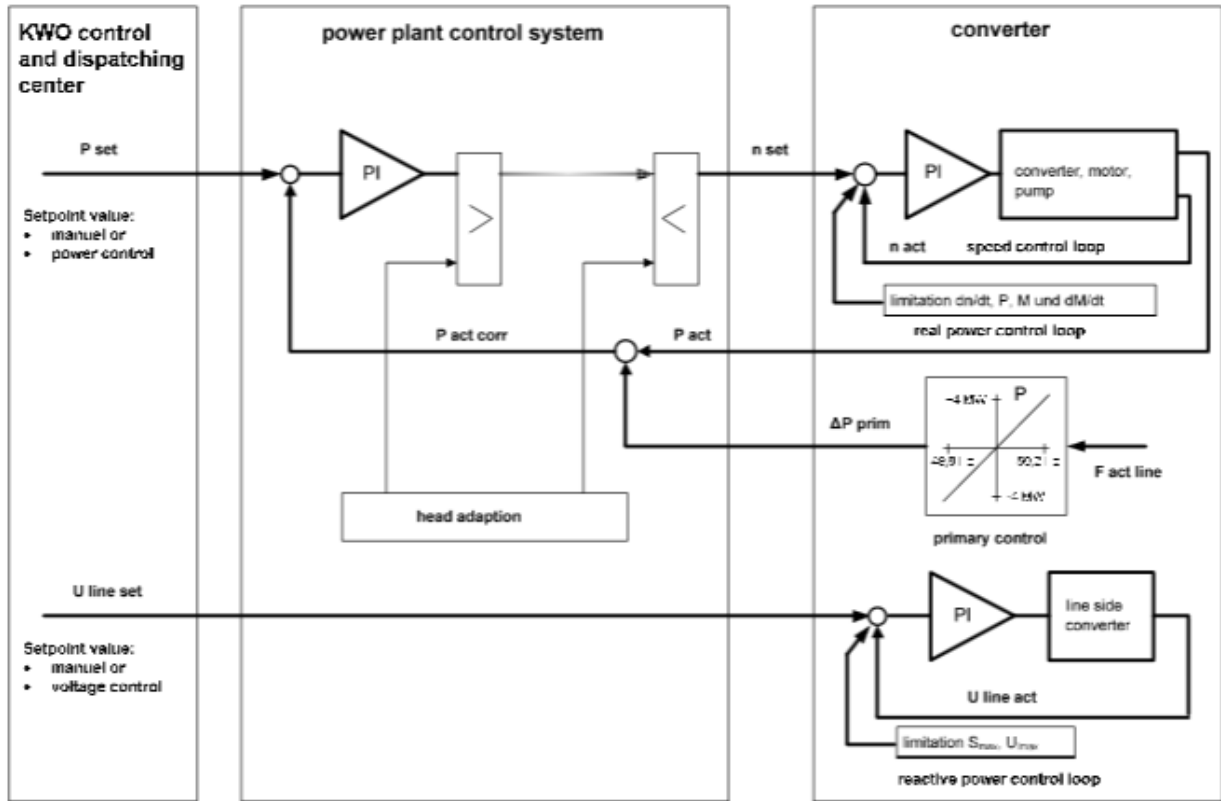 KWO control
and dispatching
center
power plant control system
converter
P set
n set
PI
PI
converter, motor,
pump
>
<
Setpoint value:
• manuel or
• power control
n act
speed control loop
limitation dn/dt, P, M und dM/dt
real power control loop
P act corr
P act
P
ΔP prim
F act line
head adaption
primary control
U line set
PI
line side
converter
Setpoint value:
• manuel or
• voltage control
U line act
limitation Smax, Umax
reactive power control loop